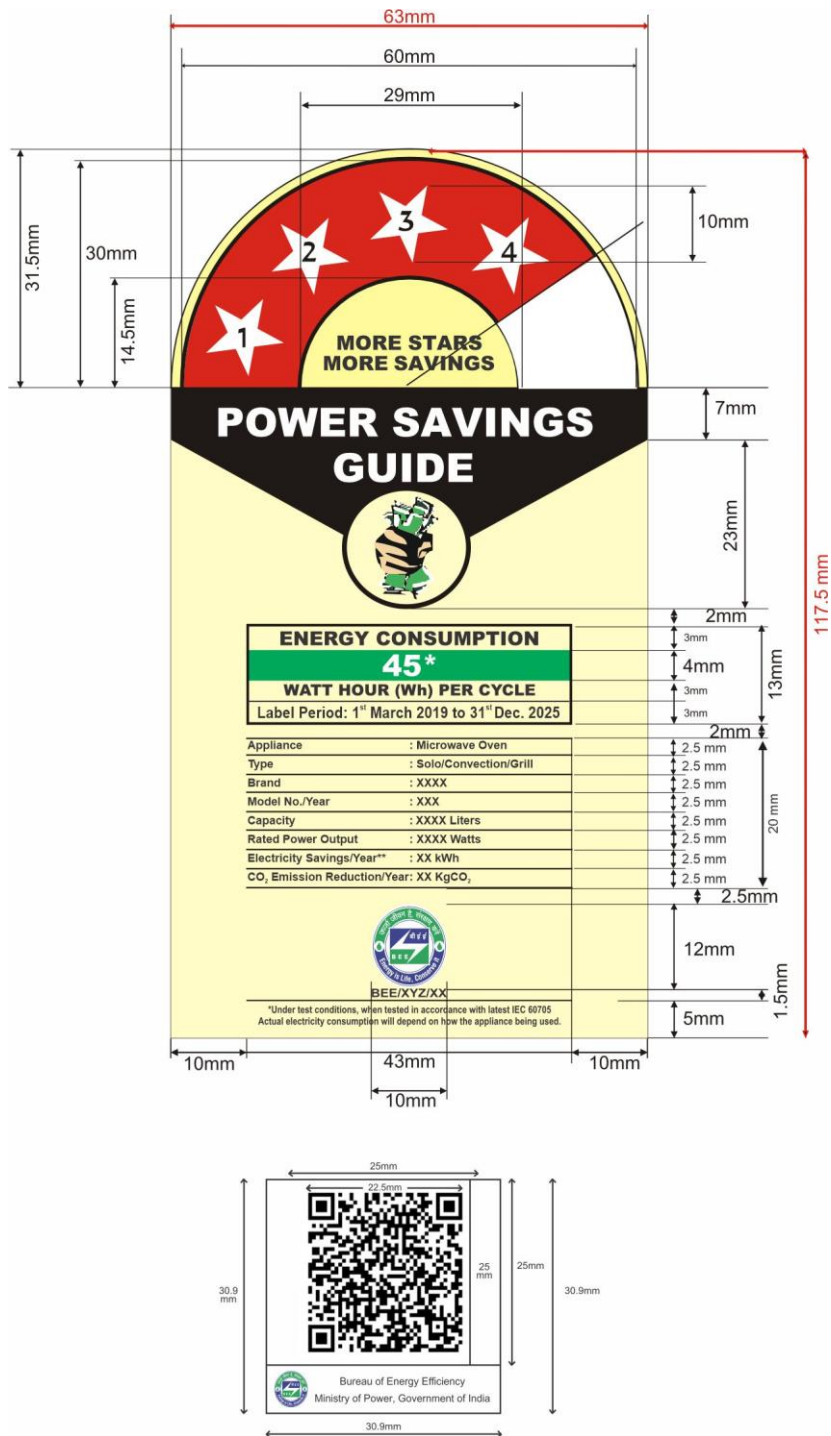 63mm
60mm
29mm
31.5mm
30mm
14.5mm
10mm
1
2
3
4
MORE STARS
MORE SAVINGS
7mm
POWER SAVINGS
GUIDE
23mm
117.5 mm
2mm
ENERGY CONSUMPTION
3mm
45*
4mm
13mm
WATT HOUR (Wh) PER CYCLE
3mm
Label Period: 1st March 2019 to 31st Dec. 2025
3mm
2mm
Appliance : Microwave Oven
2.5 mm
Type : Solo/Convection/Grill
2.5 mm
Brand : XXXX
2.5 mm
Model No./Year : XXX
2.5 mm
20 mm
Capacity : XXXX Liters
2.5 mm
Rated Power Output : XXXX Watts
2.5 mm
Electricity Savings/Year** : XX kWh
2.5 mm
CO₂ Emission Reduction/Year: XX KgCO₂
2.5 mm
2.5mm
बी ई ई
BEE
Energy is Life, Conserve it
12mm
BEE/XYZ/XX
1.5mm
*Under test conditions, when tested in accordance with latest IEC 60705
Actual electricity consumption will depend on how the appliance being used.
5mm
10mm
43mm
10mm
10mm
25mm
22.5mm
30.9
mm
25
mm
25mm
30.9mm
Bureau of Energy Efficiency
Ministry of Power, Government of India
30.9mm